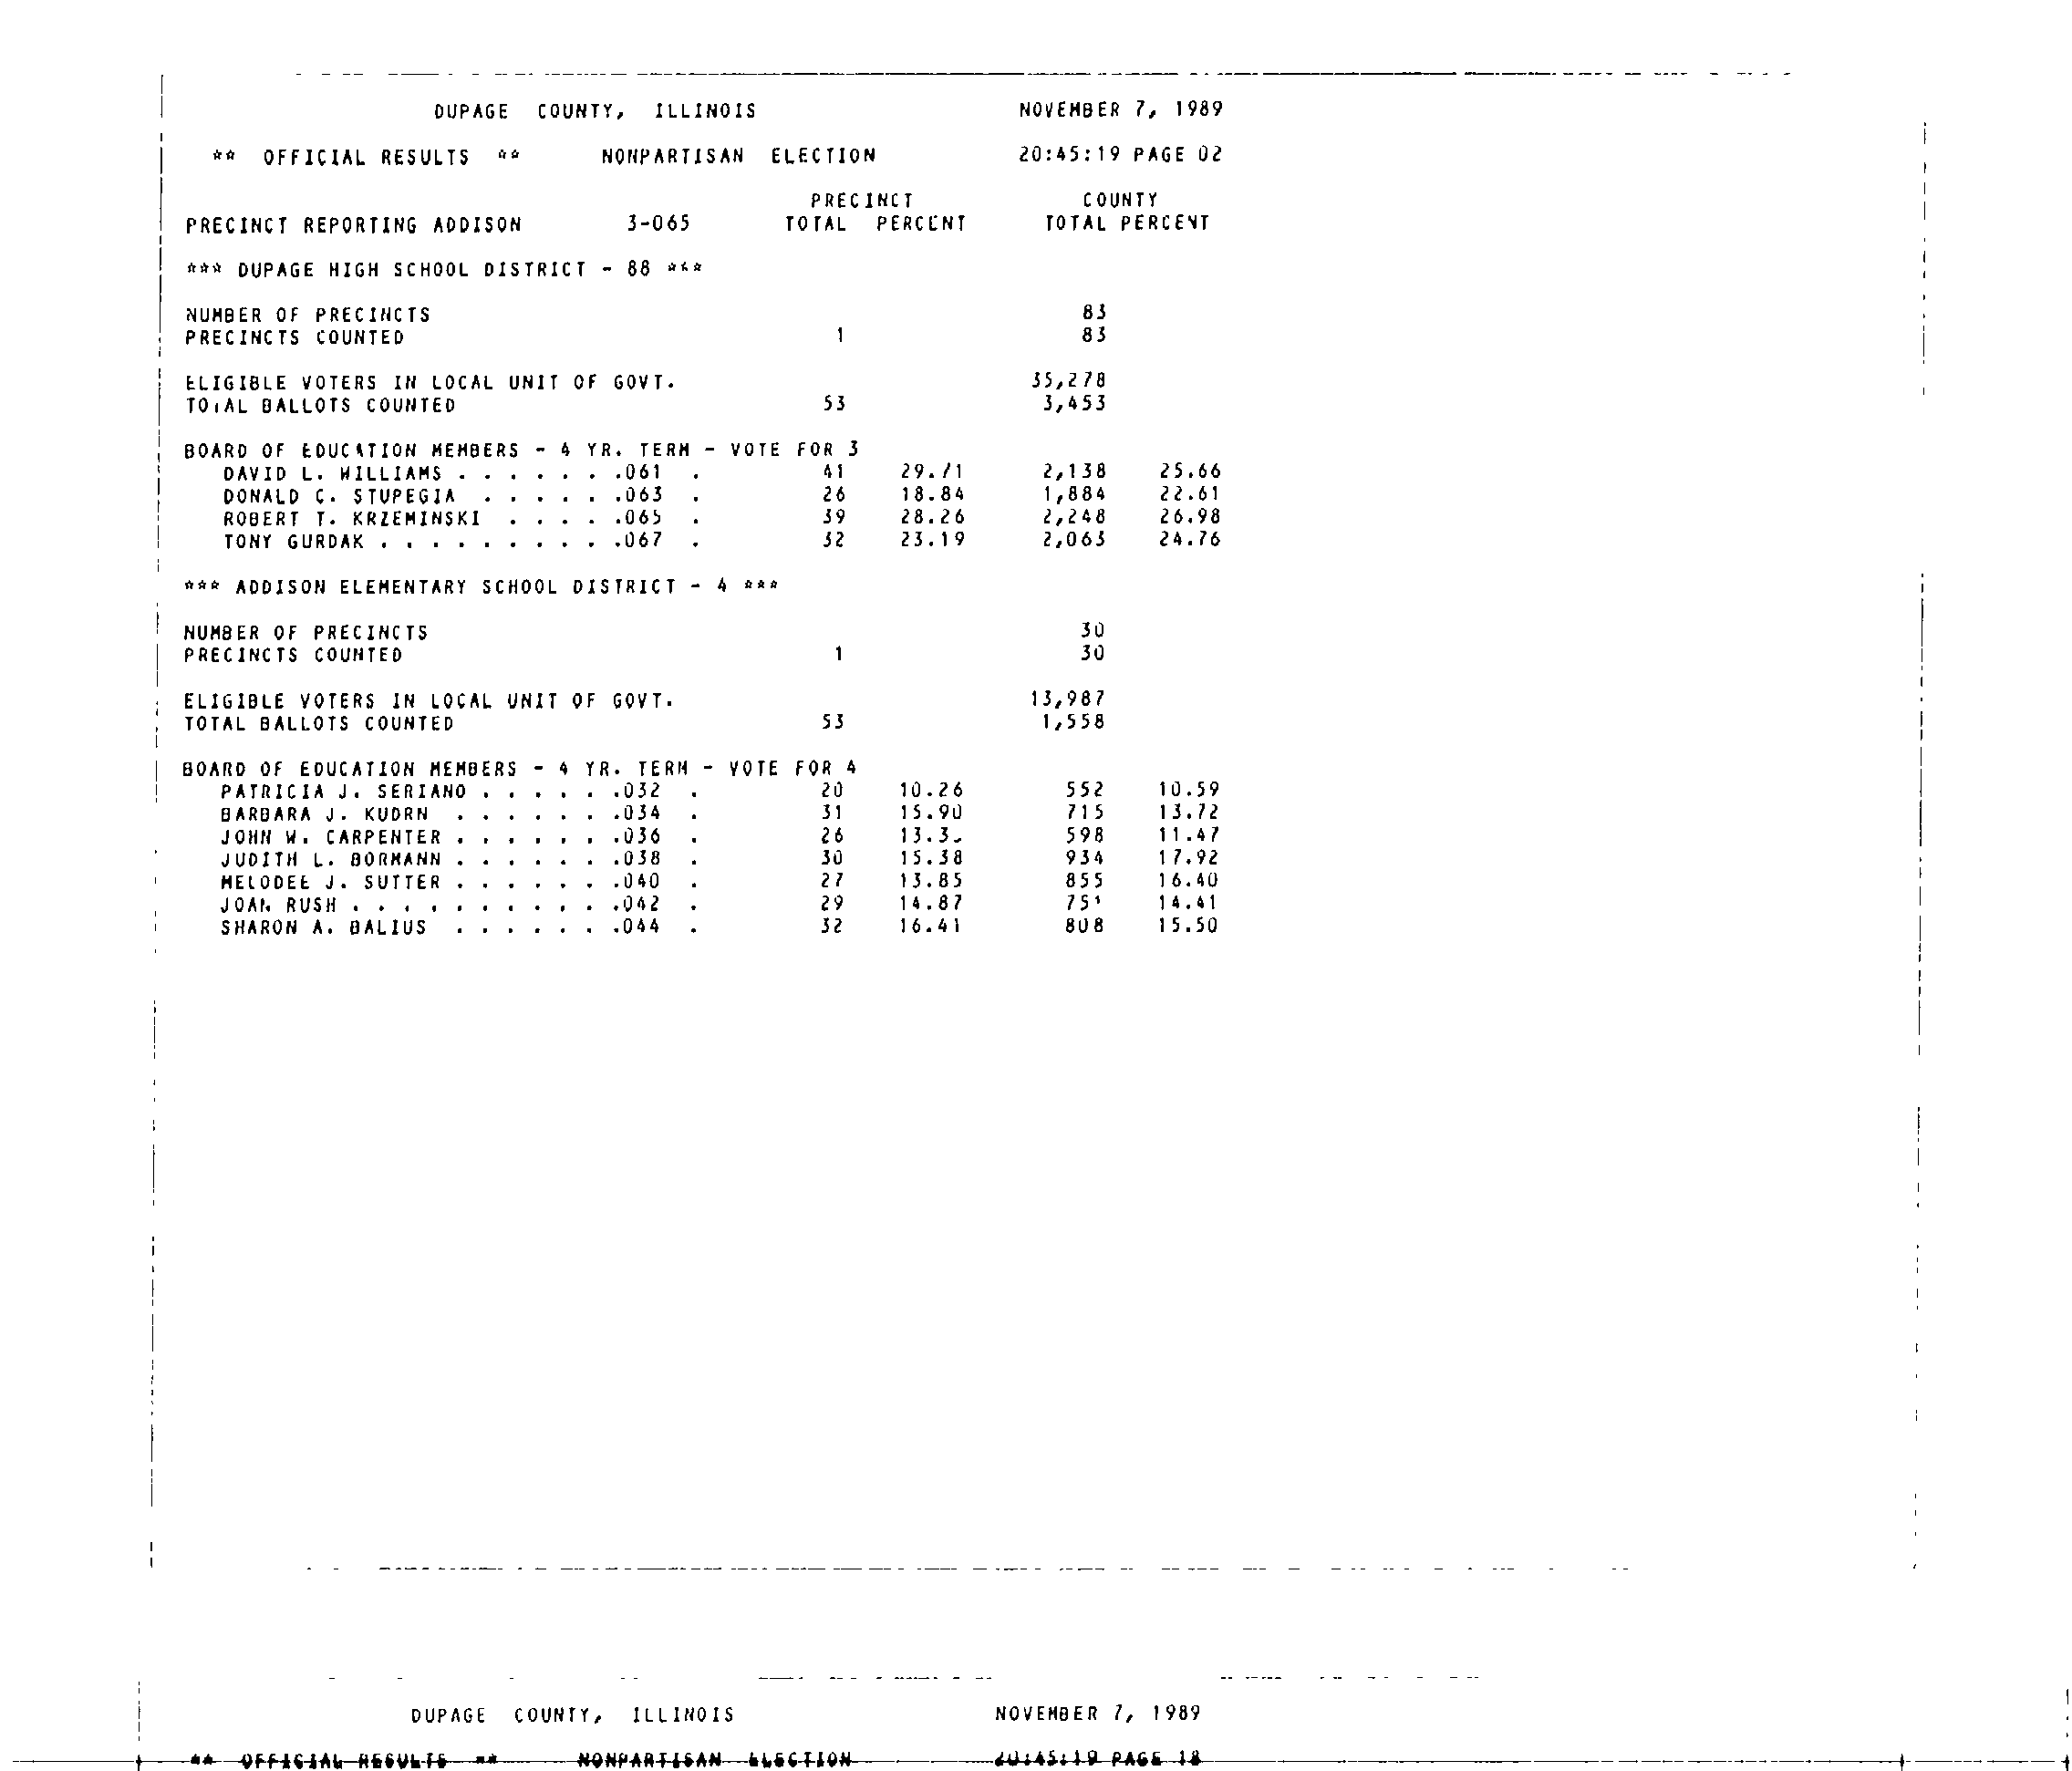 DUPAGE COUNTY, ILLINOIS NOVEMBER 7, 1989
** OFFICIAL RESULTS ** NONPARTISAN ELECTION 20:45:19 PAGE 02
PRECINCT COUNTY
PRECINCT REPORTING ADDISON 3-065 TOTAL PERCENT TOTAL PERCENT
*** DUPAGE HIGH SCHOOL DISTRICT - 88 ***
NUMBER OF PRECINCTS 83
PRECINCTS COUNTED 1 83
ELIGIBLE VOTERS IN LOCAL UNIT OF GOVT. 35,278
TOTAL BALLOTS COUNTED 53 3,453
BOARD OF EDUCATION MEMBERS - 4 YR. TERM - VOTE FOR 3
DAVID L. WILLIAMS . . . . . . .061 . 41 29.71 2,138 25.66
DONALD C. STUPEGIA . . . . . .063 . 26 18.84 1,884 22.61
ROBERT T. KRZEMINSKI . . . . .065 . 39 28.26 2,248 26.98
TONY GURDAK . . . . . . . . . .067 . 32 23.19 2,063 24.76
*** ADDISON ELEMENTARY SCHOOL DISTRICT - 4 ***
NUMBER OF PRECINCTS 30
PRECINCTS COUNTED 1 30
ELIGIBLE VOTERS IN LOCAL UNIT OF GOVT. 13,987
TOTAL BALLOTS COUNTED 53 1,558
BOARD OF EDUCATION MEMBERS - 4 YR. TERM - VOTE FOR 4
PATRICIA J. SERIANO . . . . . .032 . 20 10.26 552 10.59
BARBARA J. KUDRN . . . . . . .034 . 31 15.90 715 13.72
JOHN W. CARPENTER . . . . . . .036 . 26 598 11.47
JUDITH L. BORMANN . . . . . . .038 . 30 15.38 934 17.92
MELODEE J. SUTTER . . . . . . .040 . 27 13.85 855 16.40
JOAN RUSH . . . . . . . . . . .042 . 29 14.87 751 14.41
SHARON A. BALIUS . . . . . . .044 . 32 16.41 808 15.50
DUPAGE COUNTY, ILLINOIS NOVEMBER 7, 1989
** OFFICIAL RESULTS ** NONPARTISAN ELECTION 20:45:19 PAGE 18